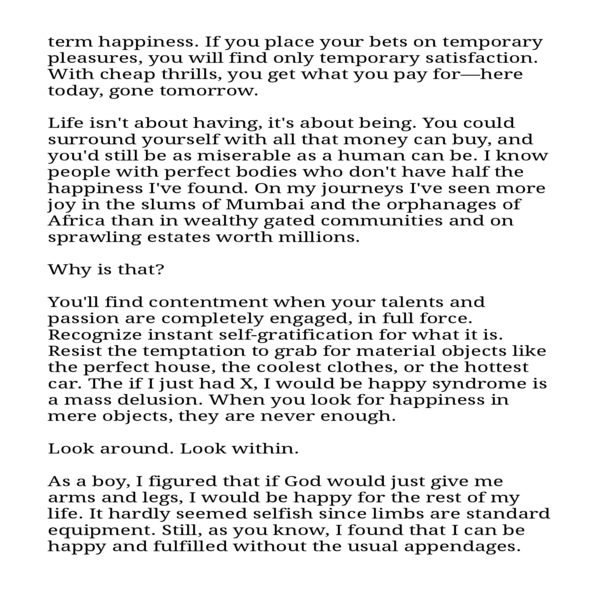 term happiness. If you place your bets on temporary
pleasures, you will find only temporary satisfaction.
With cheap thrills, you get what you pay for—here
today, gone tomorrow.
Life isn't about having, it's about being. You could
surround yourself with all that money can buy, and
you'd still be as miserable as a human can be. I know
people with perfect bodies who don't have half the
happiness I've found. On my journeys I've seen more
joy in the slums of Mumbai and the orphanages of
Africa than in wealthy gated communities and on
sprawling estates worth millions.
Why is that?
You'll find contentment when your talents and
passion are completely engaged, in full force.
Recognize instant self-gratification for what it is.
Resist the temptation to grab for material objects like
the perfect house, the coolest clothes, or the hottest
car. The if I just had X, I would be happy syndrome is
a mass delusion. When you look for happiness in
mere objects, they are never enough.
Look around. Look within.
As a boy, I figured that if God would just give me
arms and legs, I would be happy for the rest of my
life. It hardly seemed selfish since limbs are standard
equipment. Still, as you know, I found that I can be
happy and fulfilled without the usual appendages.